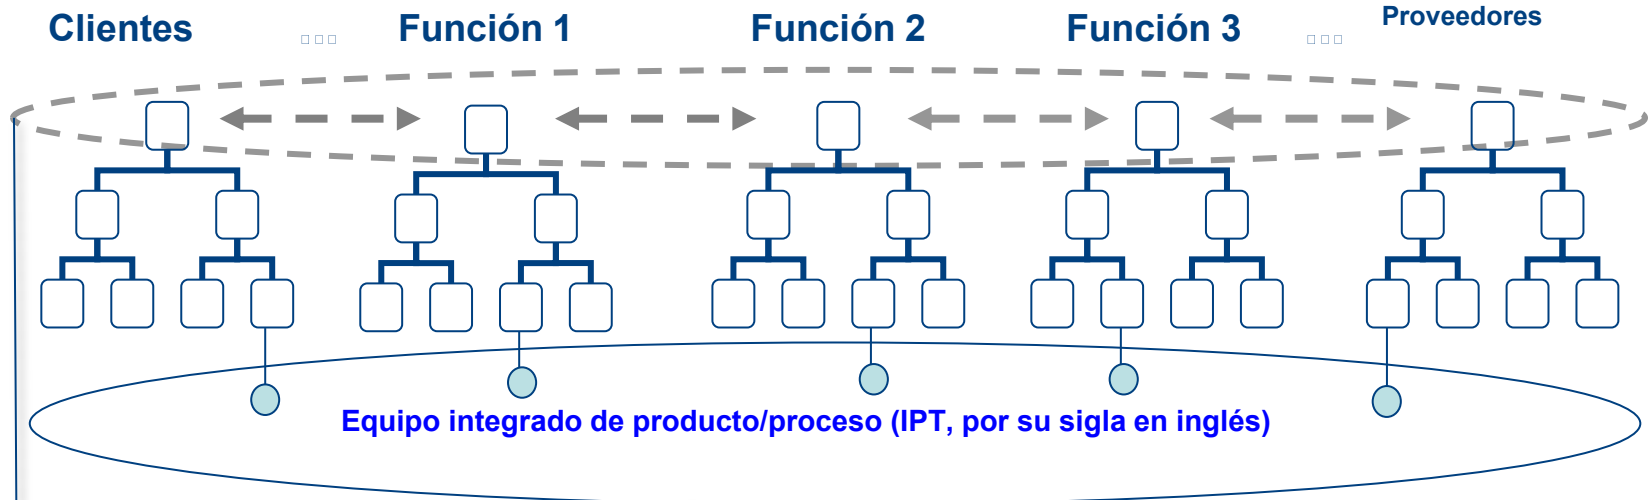 Clientes ... Función 1 Función 2 Función 3 ... Proveedores
Equipo integrado de producto/proceso (IPT, por su sigla en inglés)